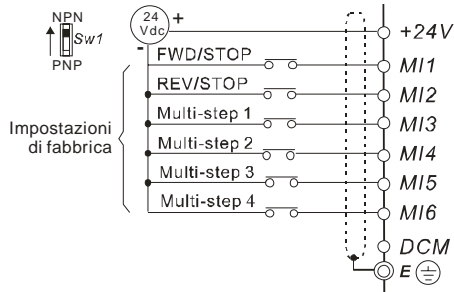 NPN
Sw1
PNP
24
Vdc
+
-
+24V
FWD/STOP
MI1
REV/STOP
MI2
Multi-step 1
MI3
Multi-step 2
MI4
Multi-step 3
MI5
Multi-step 4
MI6
Impostazioni
di fabbrica
DCM
E